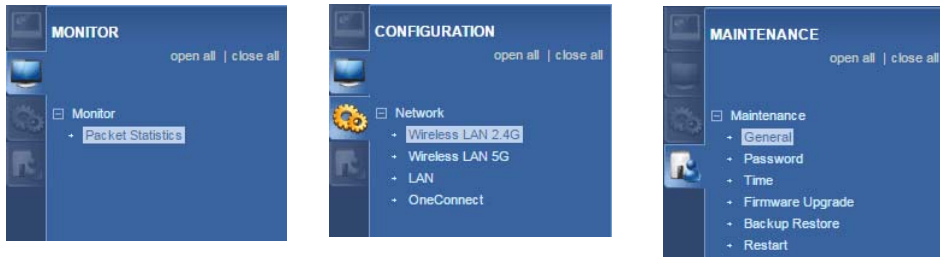 MONITOR
open all | close all
Monitor
Packet Statistics
CONFIGURATION
open all | close all
Network
Wireless LAN 2.4G
Wireless LAN 5G
LAN
OneConnect
MAINTENANCE
open all | close all
Maintenance
General
Password
Time
Firmware Upgrade
Backup Restore
Restart